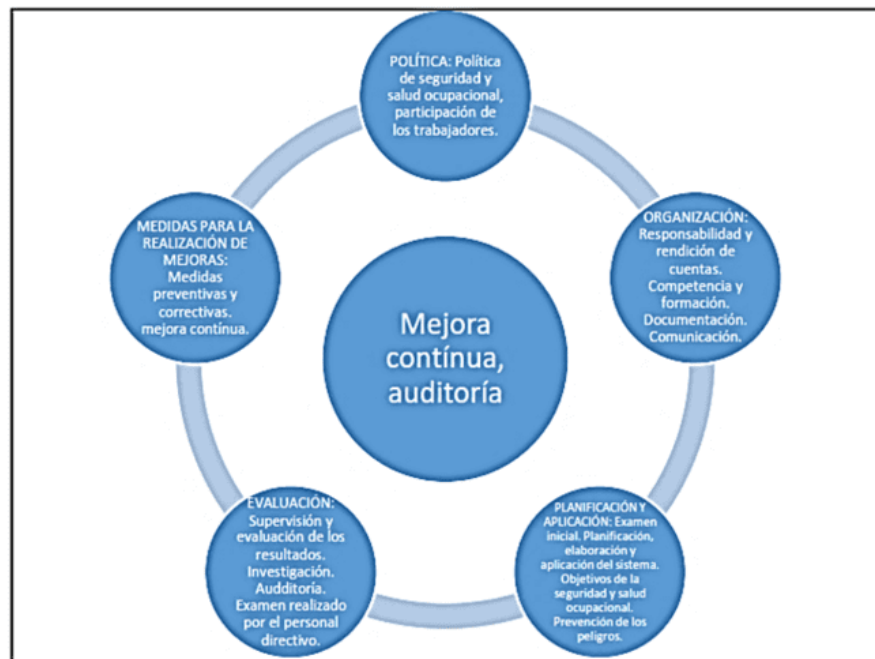 POLÍTICA: Política
de seguridad y
salud ocupacional,
participación de
los trabajadores.
ORGANIZACIÓN:
Responsabilidad y
rendición de
cuentas.
Competencia y
formación.
Documentación.
Comunicación.
PLANIFICACIÓN Y
APLICACIÓN: Examen
inicial. Planificación,
elaboración y
aplicación del sistema.
Objetivos de la
seguridad y salud
ocupacional.
Prevención de los
peligros.
EVALUACIÓN:
Supervisión y
evaluación de los
resultados.
Investigación.
Audditoría.
Examen realizado
por el personal
directivo.
MEDIDAS PARA LA
REALIZACIÓN DE
MEJORAS:
Medidas
preventivas y
correctivas.
mejora contínua.
Mejora
contínua,
auditoría